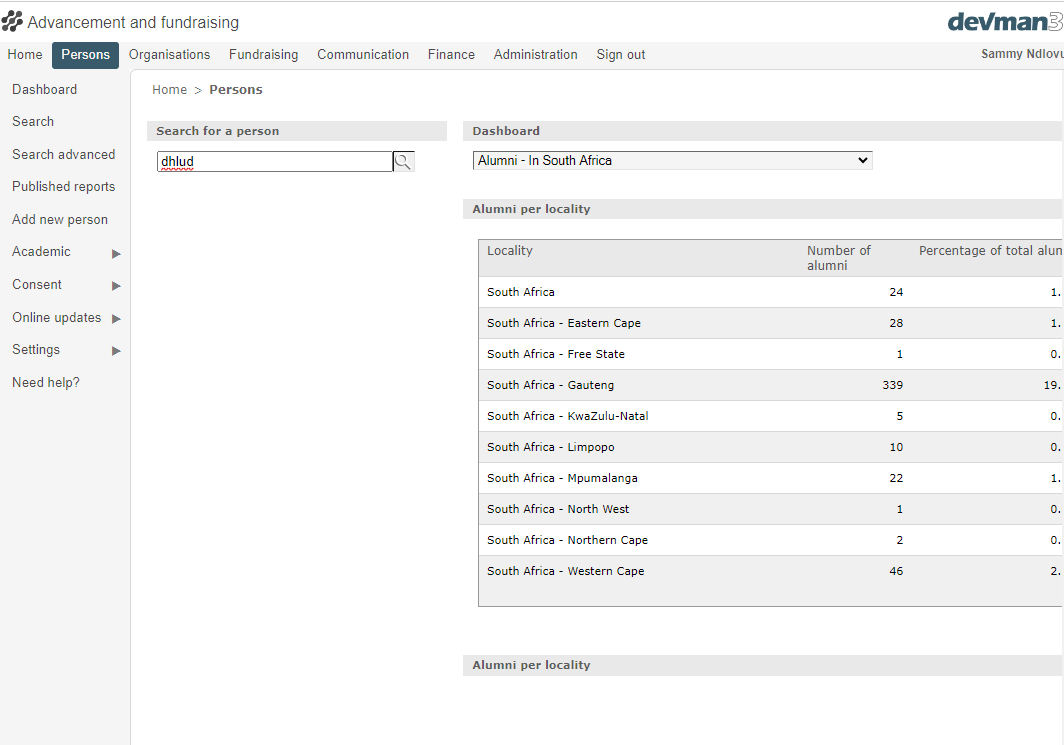 Advancement and fundraising
devman3
Home Persons Organisations Fundraising Communication Finance Administration Sign out
Sammy Ndlovu
Dashboard
Search
Search advanced
Published reports
Add new person
Academic
Consent
Online updates
Settings
Need help?
Home > Persons
Search for a person
dhlud
Dashboard
Alumni - In South Africa
Alumni per locality
Locality Number of alumni Percentage of total alun
South Africa 24 1.
South Africa - Eastern Cape 28 1.
South Africa - Free State 1 0.
South Africa - Gauteng 339 19.
South Africa - KwaZulu-Natal 5 0.
South Africa - Limpopo 10 0.
South Africa - Mpumalanga 22 1.
South Africa - North West 1 0.
South Africa - Northern Cape 2 0.
South Africa - Western Cape 46 2.
Alumni per locality